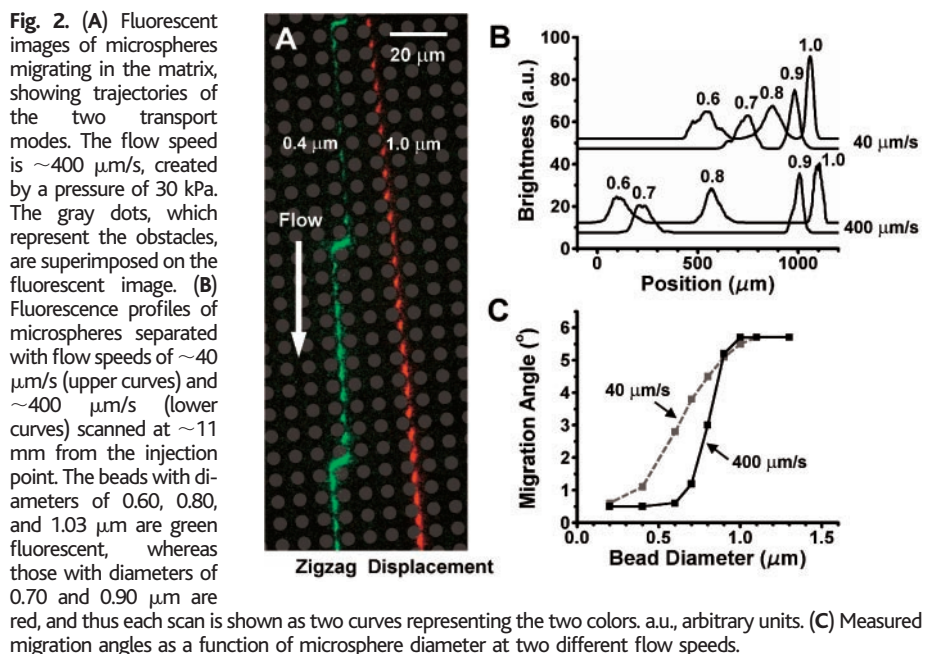 Fig. 2. (A) Fluorescent
images of microspheres
migrating in the matrix,
showing trajectories of
the two transport
modes. The flow speed
is ~400 μm/s, created
by a pressure of 30 kPa.
The gray dots, which
represent the obstacles,
are superimposed on the
fluorescent image. (B)
Fluorescence profiles of
microspheres separated
with flow speeds of ~40
μm/s (upper curves) and
~400 μm/s (lower
curves) scanned at ~11
mm from the injection
point. The beads with di-
ameters of 0.60, 0.80,
and 1.03 μm are green
fluorescent, whereas
those with diameters of
0.70 and 0.90 μm are
red, and thus each scan is shown as two curves representing the two colors. a.u., arbitrary units. (C) Measured
migration angles as a function of microsphere diameter at two different flow speeds.
A
20 μm
0.4 μm
1.0 μm
Flow
Zigzag Displacement
B
Brightness (a.u.)
100
80
60
40
20
0
0.6
0.7
0.8
0.9
1.0
40 μm/s
0.6
0.7
0.8
0.9
1.0
400 μm/s
0
500
1000
Position (μm)
C
Migration Angle (°)
6
5
4
3
2
1
0
40 μm/s
400 μm/s
0.0
0.5
1.0
1.5
Bead Diameter (μm)